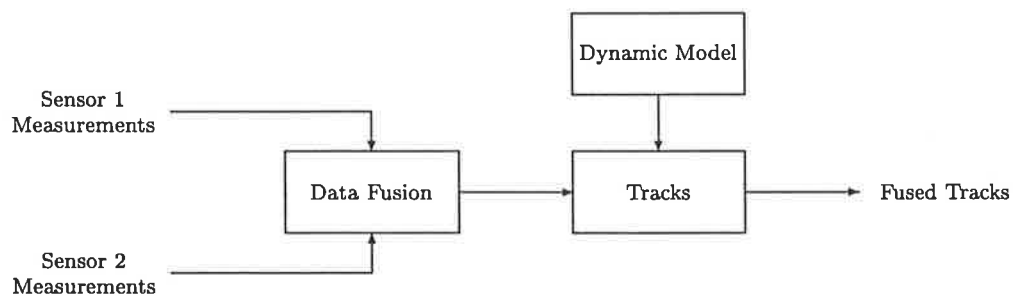 Dynamic Model
Sensor 1
Measurements
Data Fusion
Tracks
Fused Tracks
Sensor 2
Measurements